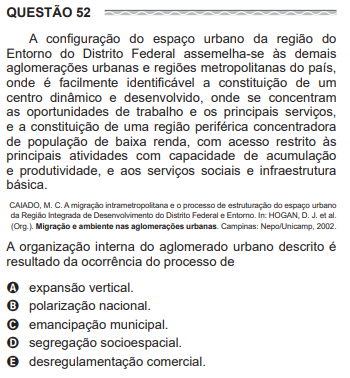 QUESTÃO 52
A configuração do espaço urbano da região do
Entorno do Distrito Federal assemelha-se às demais
aglomerações urbanas e regiões metropolitanas do país,
onde é facilmente identificável a constituição de um
centro dinâmico e desenvolvido, onde se concentram
as oportunidades de trabalho e os principais serviços,
e a constituição de uma região periférica concentradora
de população de baixa renda, com acesso restrito às
principais atividades com capacidade de acumulação
e produtividade, e aos serviços sociais e infraestrutura
básica.
CAIADO, M. C. A migração intrametropolitana e o processo de estruturação do espaço urbano
da Região Integrada de Desenvolvimento do Distrito Federal e Entorno. In: HOGAN, D. J. et al.
(Org.). Migração e ambiente nas aglomerações urbanas. Campinas: Nepo/Unicamp, 2002.
A organização interna do aglomerado urbano descrito é
resultado da ocorrência do processo de
A expansão vertical.
B polarização nacional.
C emancipação municipal.
D segregação socioespacial.
E desregulamentação comercial.